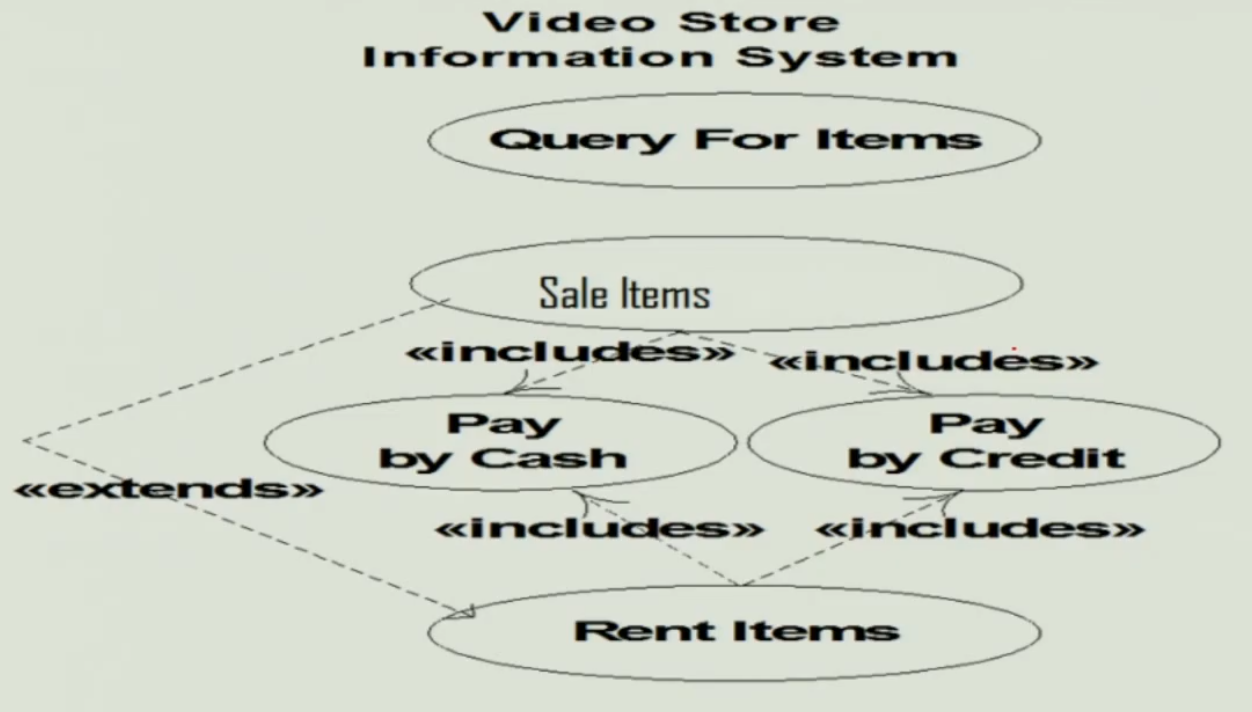 Video Store
Information System
Query For Items
Sale Items
«includes»
«includes»
Pay
by Cash
Pay
by Credit
«extends»
«includes»
«includes»
Rent Items